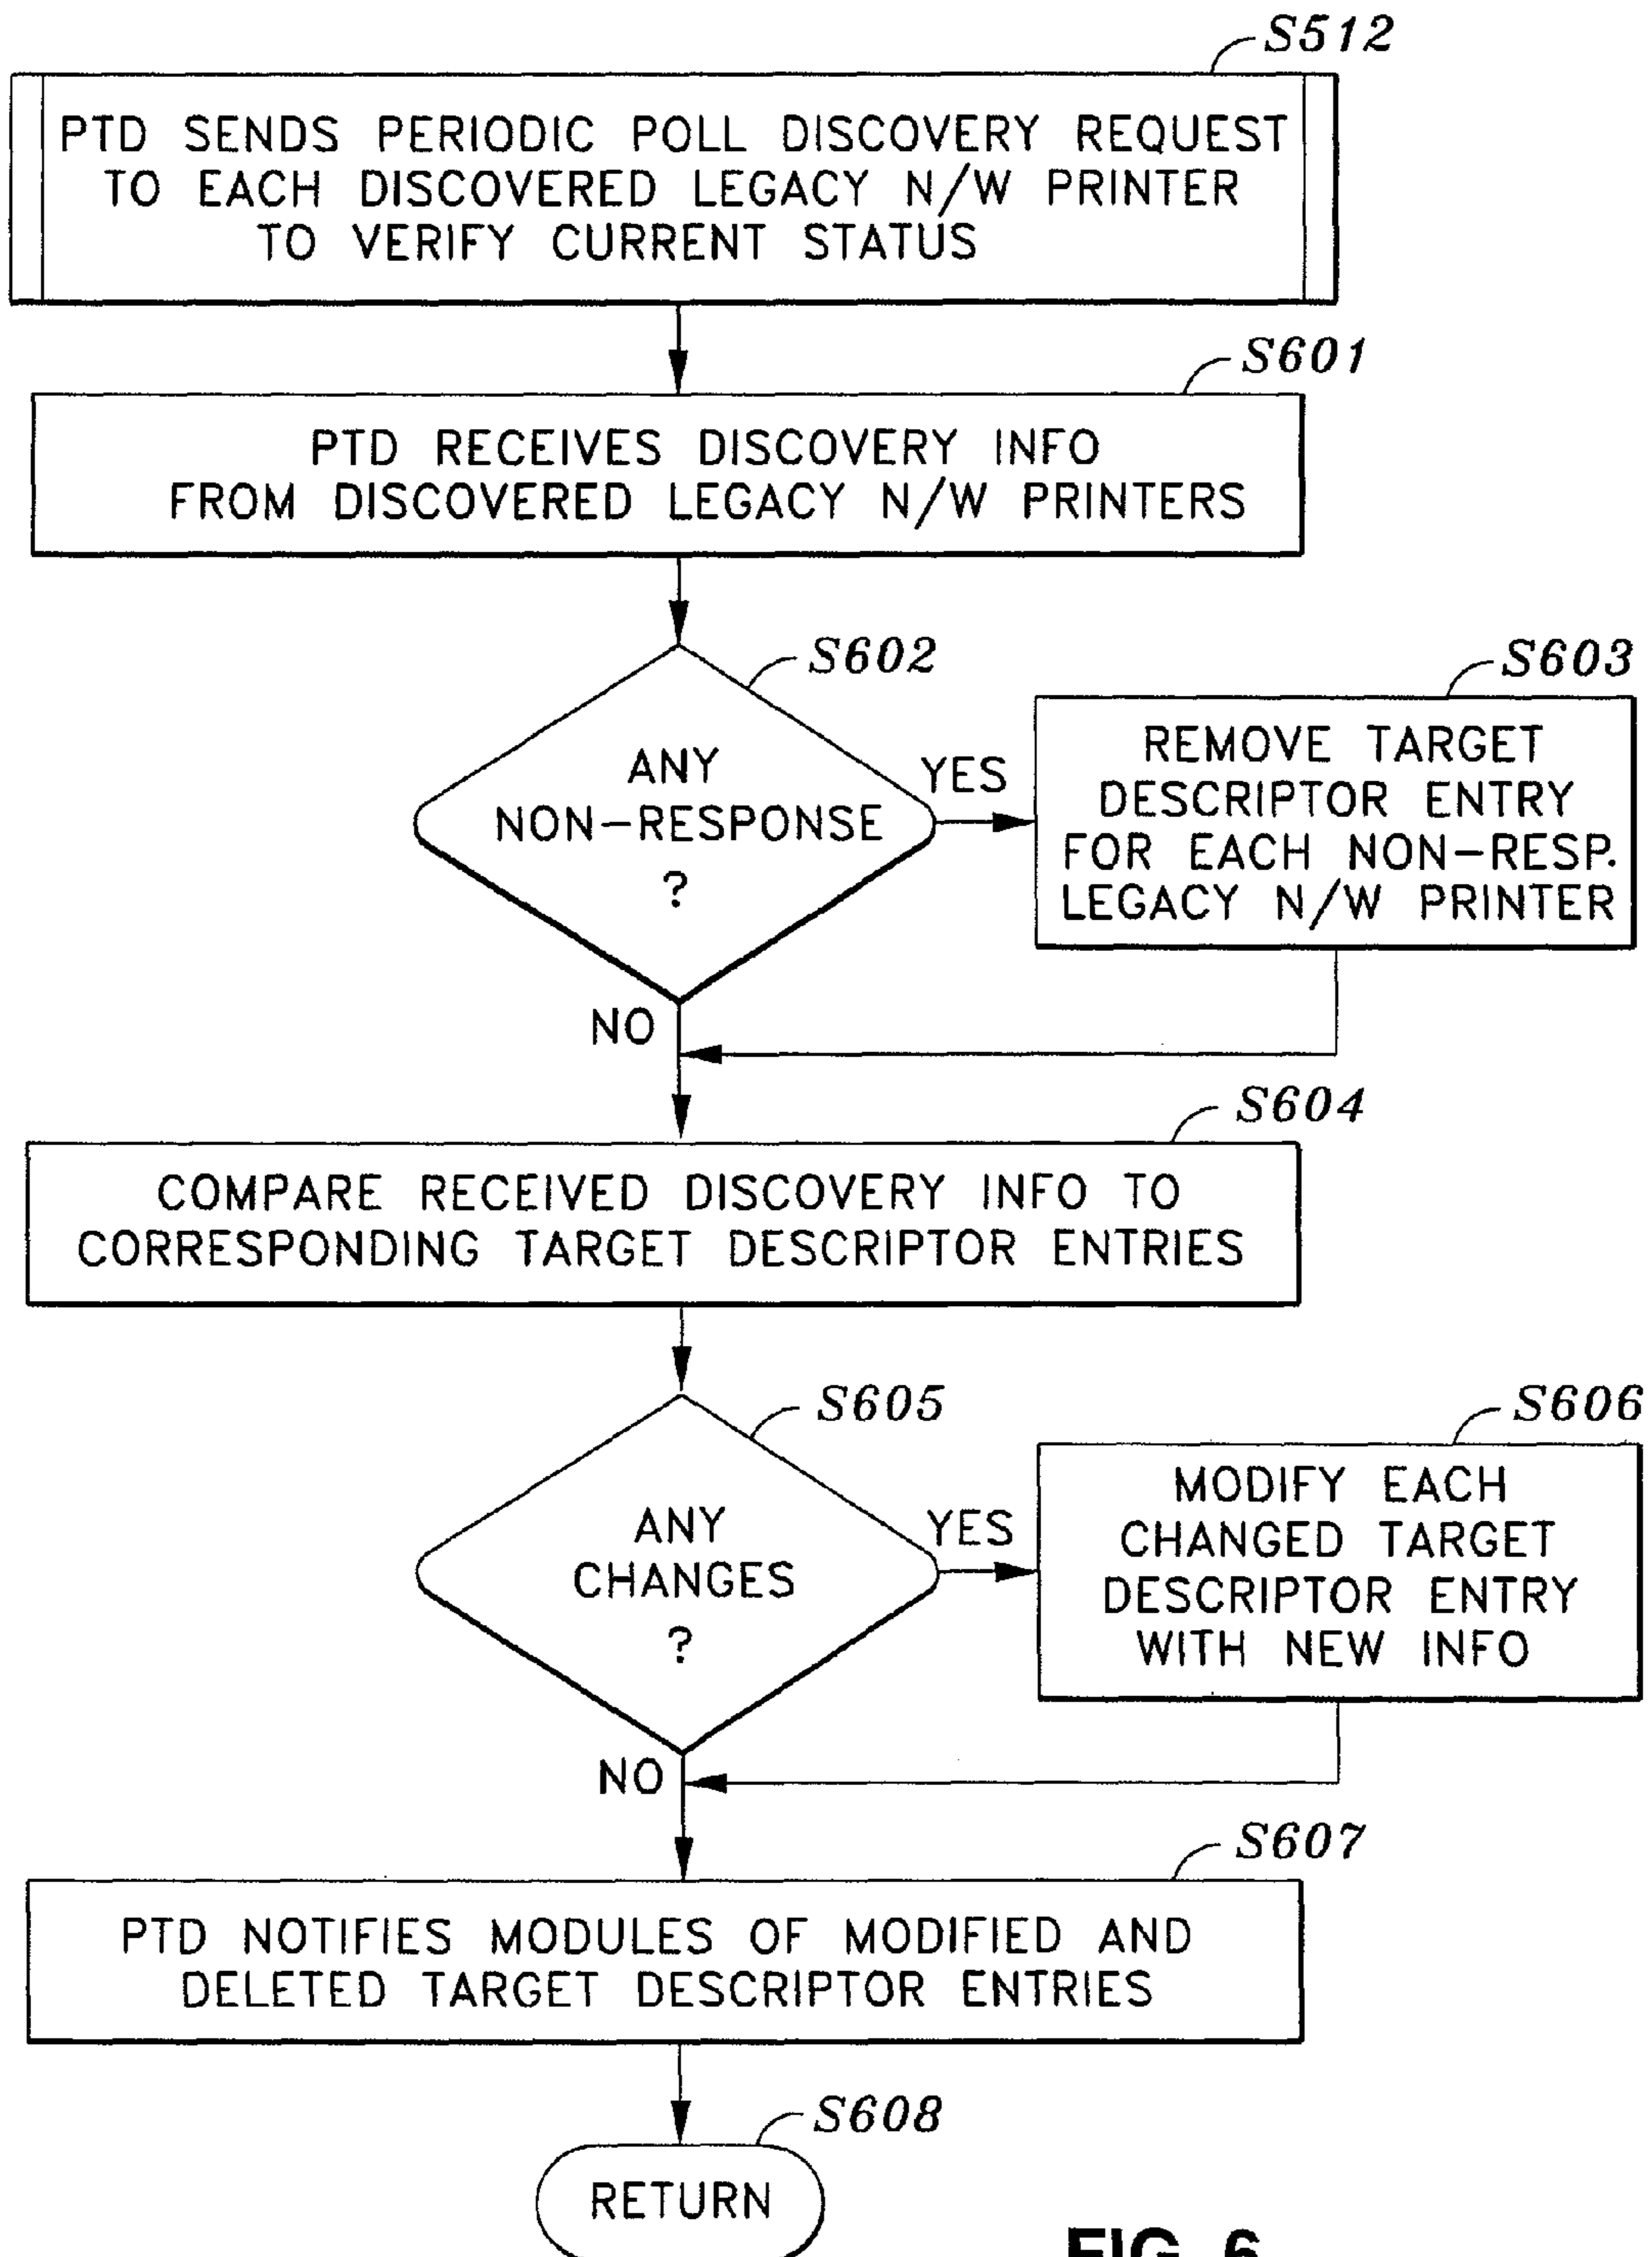 S512
PTD SENDS PERIODIC POLL DISCOVERY REQUEST
TO EACH DISCOVERED LEGACY N/W PRINTER
TO VERIFY CURRENT STATUS
S601
PTD RECEIVES DISCOVERY INFO
FROM DISCOVERED LEGACY N/W PRINTERS
S602
ANY
NON-RESPONSE
?
YES
NO
S603
REMOVE TARGET
DESCRIPTOR ENTRY
FOR EACH NON-RESP.
LEGACY N/W PRINTER
S604
COMPARE RECEIVED DISCOVERY INFO TO
CORRESPONDING TARGET DESCRIPTOR ENTRIES
S605
ANY
CHANGES
?
YES
NO
S606
MODIFY EACH
CHANGED TARGET
DESCRIPTOR ENTRY
WITH NEW INFO
S607
PTD NOTIFIES MODULES OF MODIFIED AND
DELETED TARGET DESCRIPTOR ENTRIES
S608
RETURN
FIG. 6